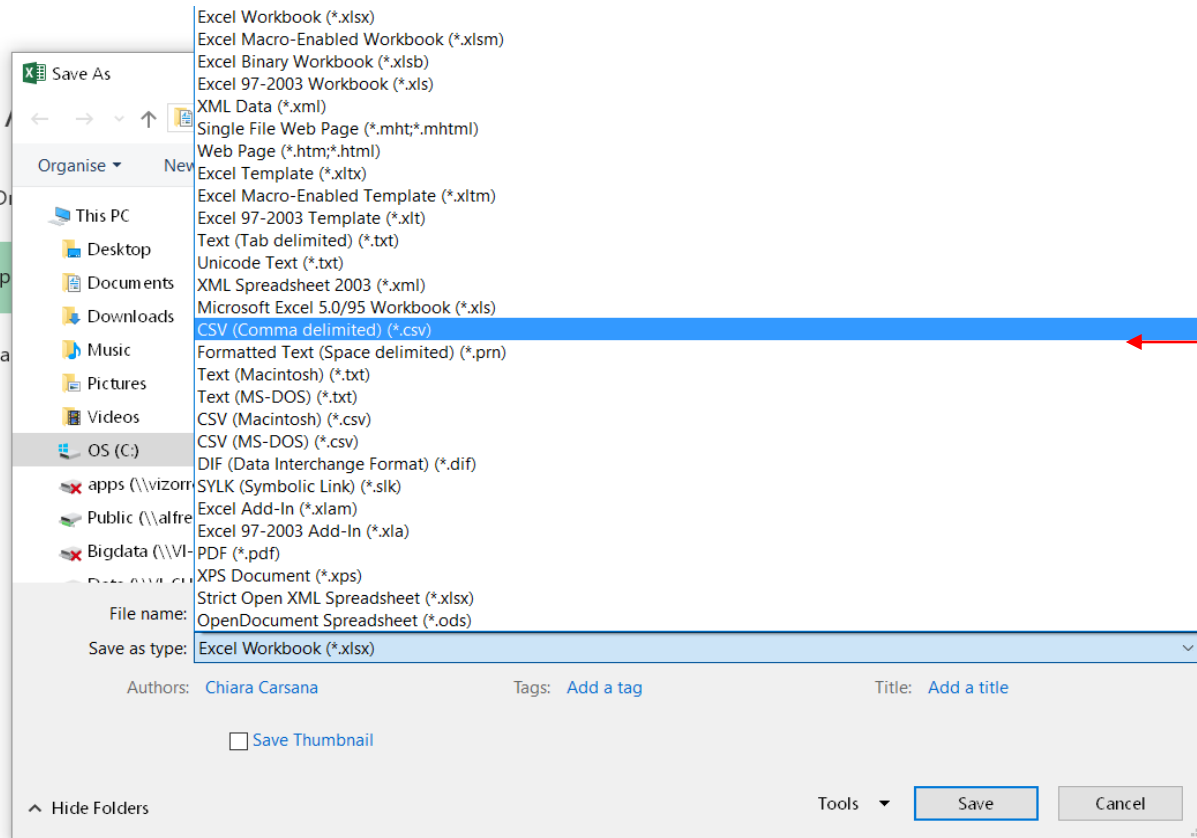 Excel Workbook (*.xlsx)
Excel Macro-Enabled Workbook (*.xlsm)
Excel Binary Workbook (*.xlsb)
Excel 97-2003 Workbook (*.xls)
XML Data (*.xml)
Single File Web Page (*.mht;*.mhtml)
Web Page (*.htm;*.html)
Excel Template (*.xltx)
Excel Macro-Enabled Template (*.xltm)
Excel 97-2003 Template (*.xlt)
Text (Tab delimited) (*.txt)
Unicode Text (*.txt)
XML Spreadsheet 2003 (*.xml)
Microsoft Excel 5.0/95 Workbook (*.xls)
CSV (Comma delimited) (*.csv)
Formatted Text (Space delimited) (*.prn)
Text (Macintosh) (*.txt)
Text (MS-DOS) (*.txt)
CSV (Macintosh) (*.csv)
CSV (MS-DOS) (*.csv)
DIF (Data Interchange Format) (*.dif)
SYLK (Symbolic Link) (*.slk)
Excel Add-In (*.xlam)
Excel 97-2003 Add-In (*.xla)
PDF (*.pdf)
XPS Document (*.xps)
Strict Open XML Spreadsheet (*.xlsx)
OpenDocument Spreadsheet (*.ods)
Save As
Organise New
This PC
Desktop
Documents
Downloads
Music
Pictures
Videos
OS (C:)
apps (\\vizorr
Public (\\alfre
Bigdata (\\VI-
File name:
Save as type: Excel Workbook (*.xlsx)
Authors: Chiara Carsana Tags: Add a tag Title: Add a title
Save Thumbnail
Hide Folders Tools Save Cancel